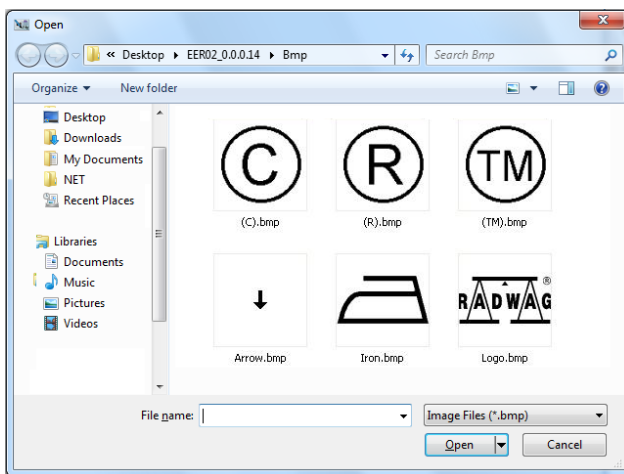 Open
« Desktop ▸ EER02_0.0.0.14 ▸ Bmp
Search Bmp
Organize
New folder
Desktop
Downloads
My Documents
NET
Recent Places
Libraries
Documents
Music
Pictures
Videos
C
R
TM
(C).bmp
(R).bmp
(TM).bmp
RADWAG ®
Arrow.bmp
Iron.bmp
Logo.bmp
File name:
Image Files (*.bmp)
Open
Cancel